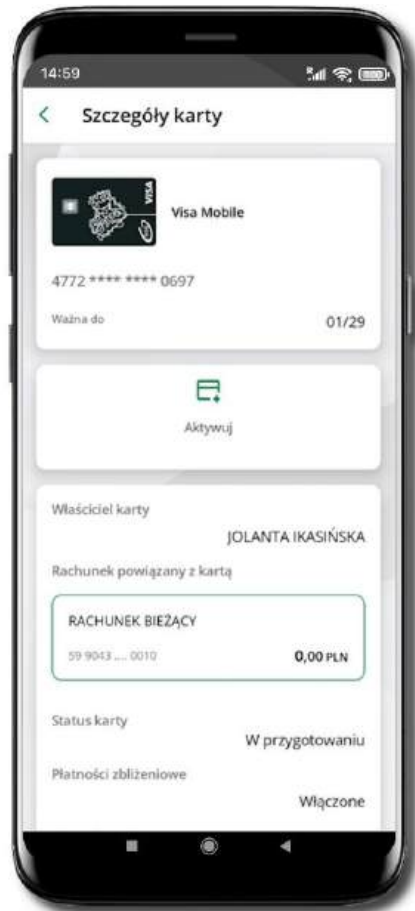 14:59
Szczegóły karty
VISA
Visa Mobile
4772 **** **** 0697
Ważna do
01/29
Aktywuj
Właściciel karty
JOLANTA IKASIŃSKA
Rachunek powiązany z kartą
RACHUNEK BIEŻĄCY
59 9043 .... 0010
0,00 PLN
Status karty
W przygotowaniu
Płatności zbliżeniowe
Włączone